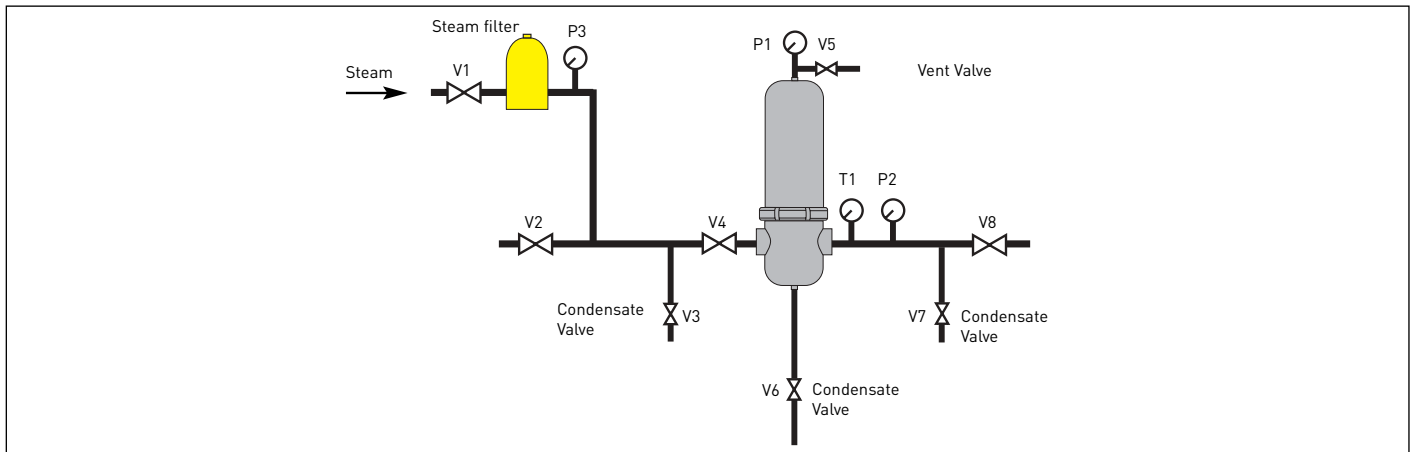 Steam filter
P3
P1
V5
Steam
V1
Vent Valve
T1
P2
V2
V4
V8
Condensate
Valve
V3
V7
Condensate
Valve
V6
Condensate
Valve